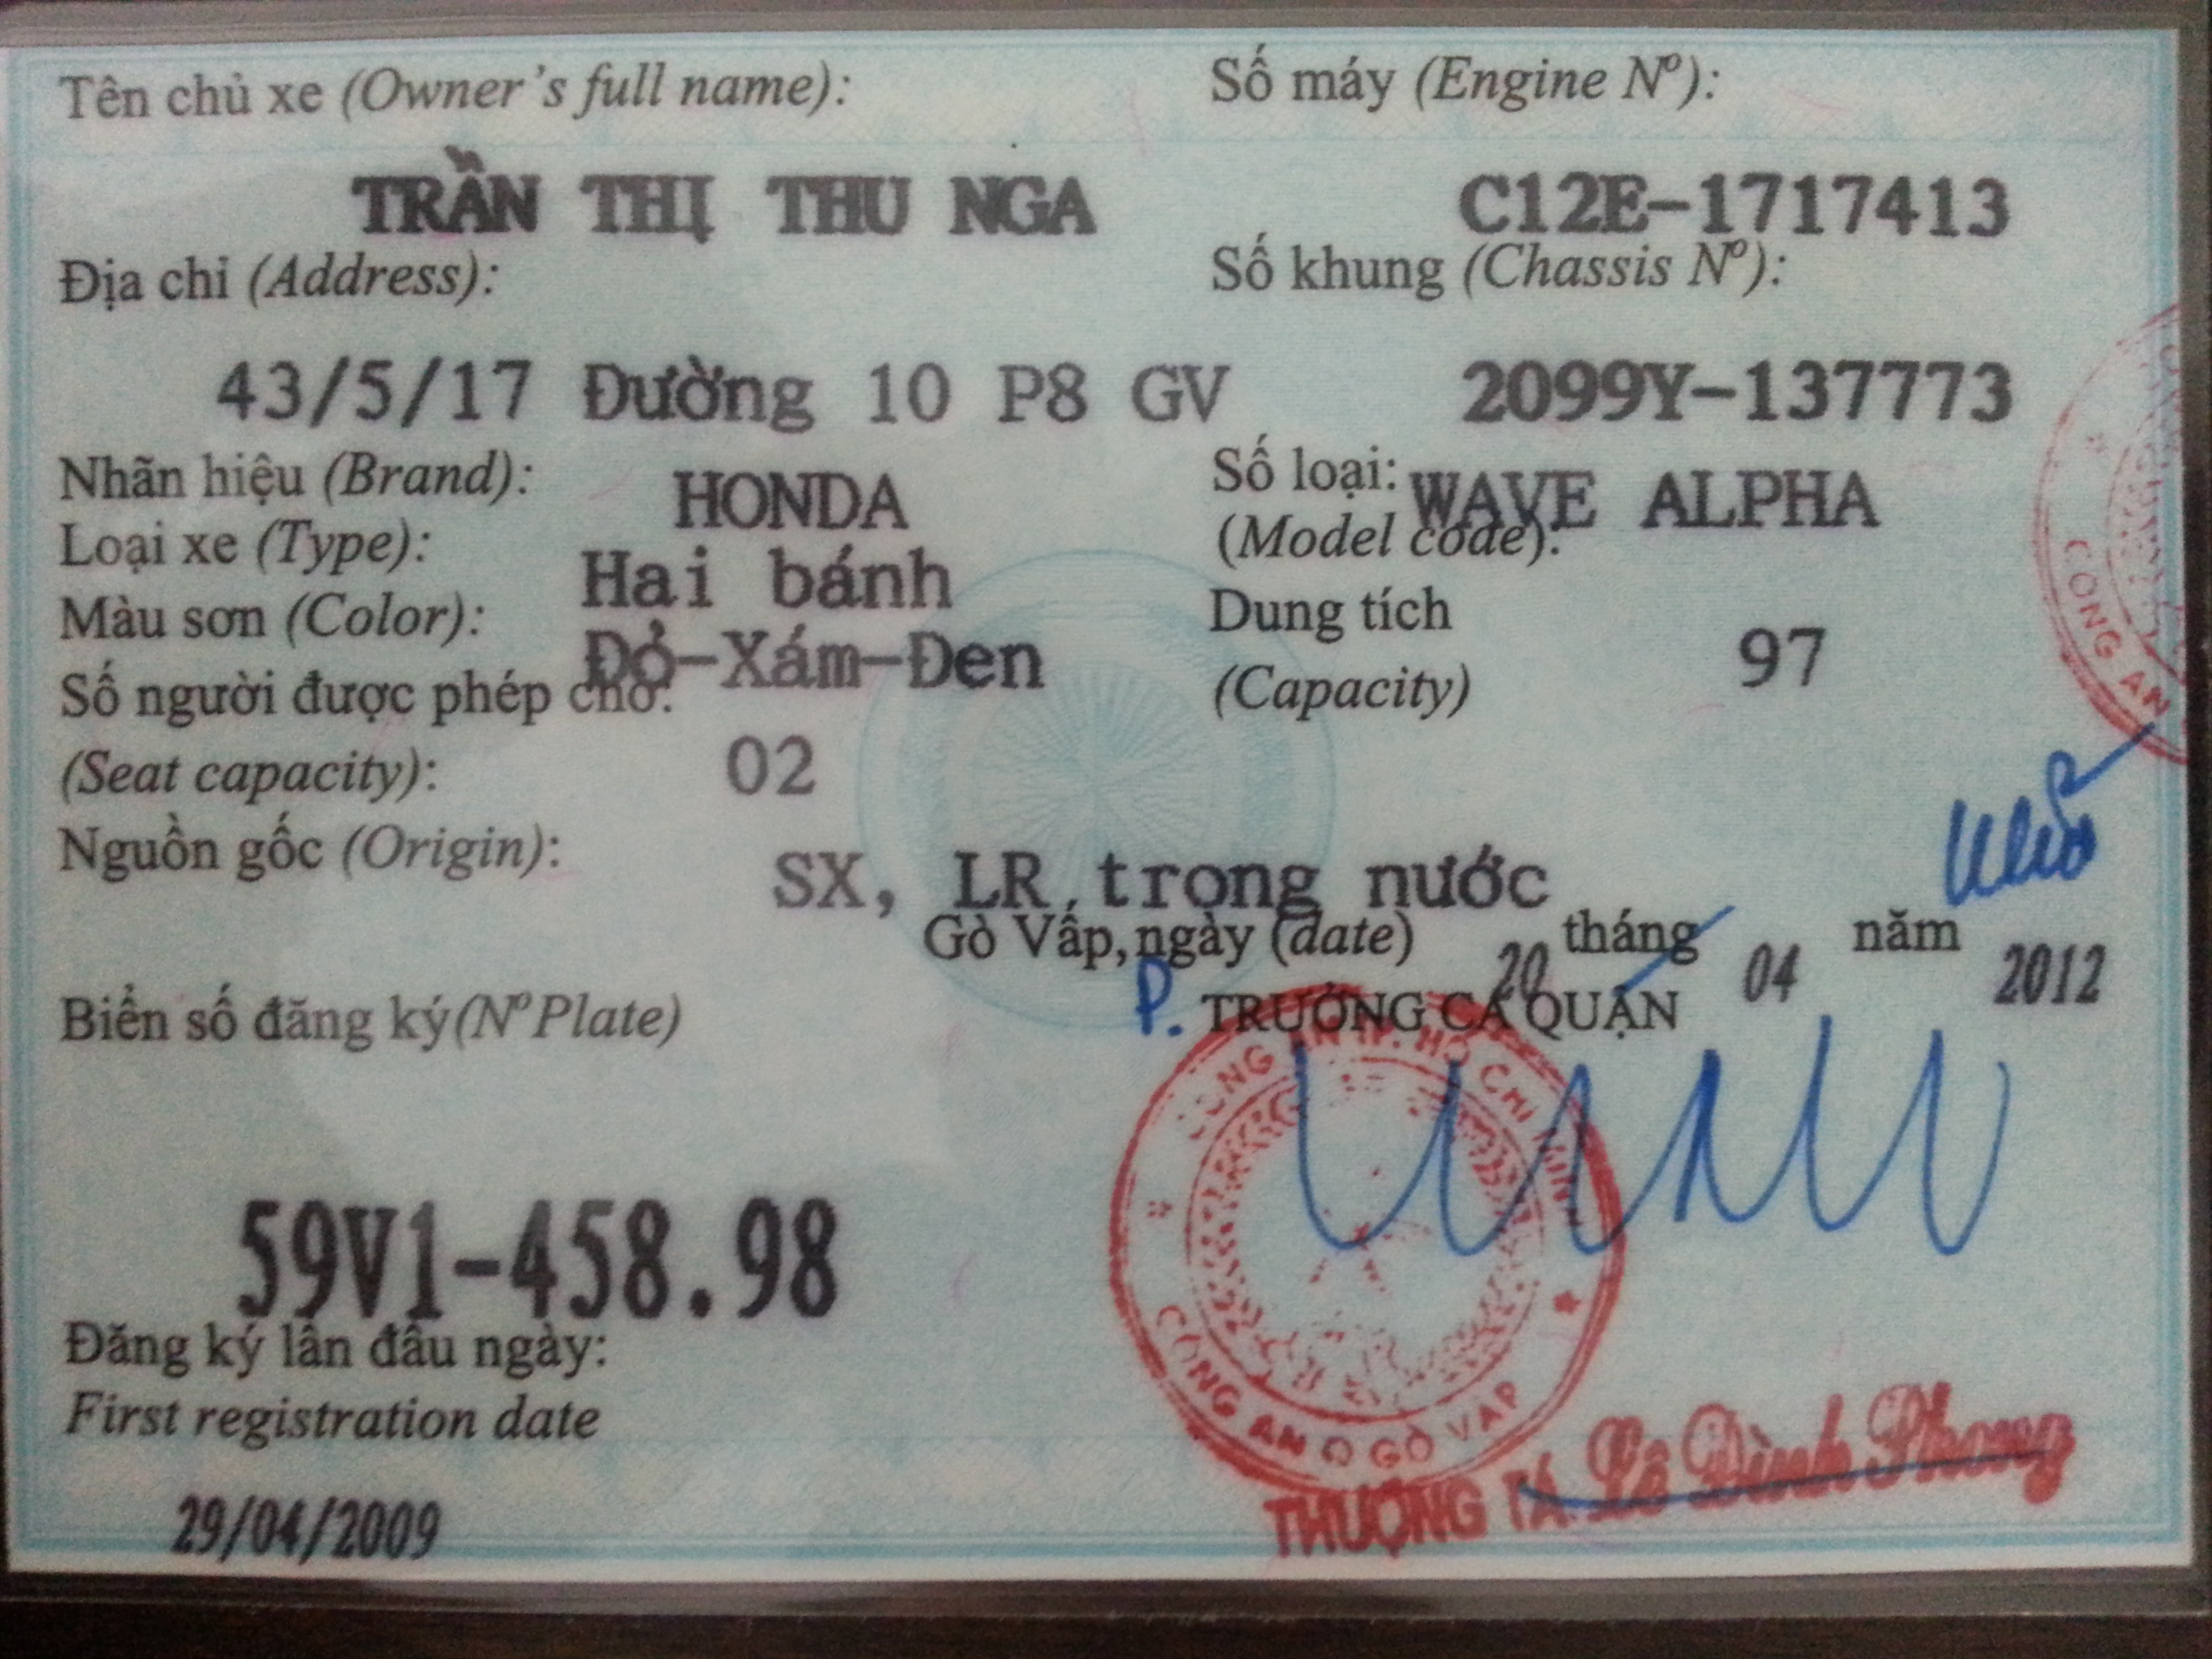 Tên chủ xe (Owner's full name):
TRẦN THỊ THU NGA
Địa chỉ (Address):
43/5/17 Đường 10 P8 GV
Nhãn hiệu (Brand): HONDA
Loại xe (Type): Hai bánh
Màu sơn (Color): Đỏ-Xám-Đen
Số người được phép chở:
(Seat capacity): 02
Nguồn gốc (Origin): SX, LR trong nước
Số máy (Engine Nº):
C12E-1717413
Số khung (Chassis Nº):
2099Y-137773
Số loại: WAVE ALPHA
(Model code):
Dung tích
(Capacity) 97
Gò Vấp, ngày (date) 20 tháng 04 năm 2012
P. TRƯỞNG CA QUẬN
Biển số đăng ký (Nº Plate)
59V1-458.98
Đăng ký lần đầu ngày:
First registration date
29/04/2009
CÔNG AN TP. HỒ CHÍ MINH
CÔNG AN Q GÒ VẤP
THƯỢNG TÁ. Lê Đình Phong
CÔNG AN